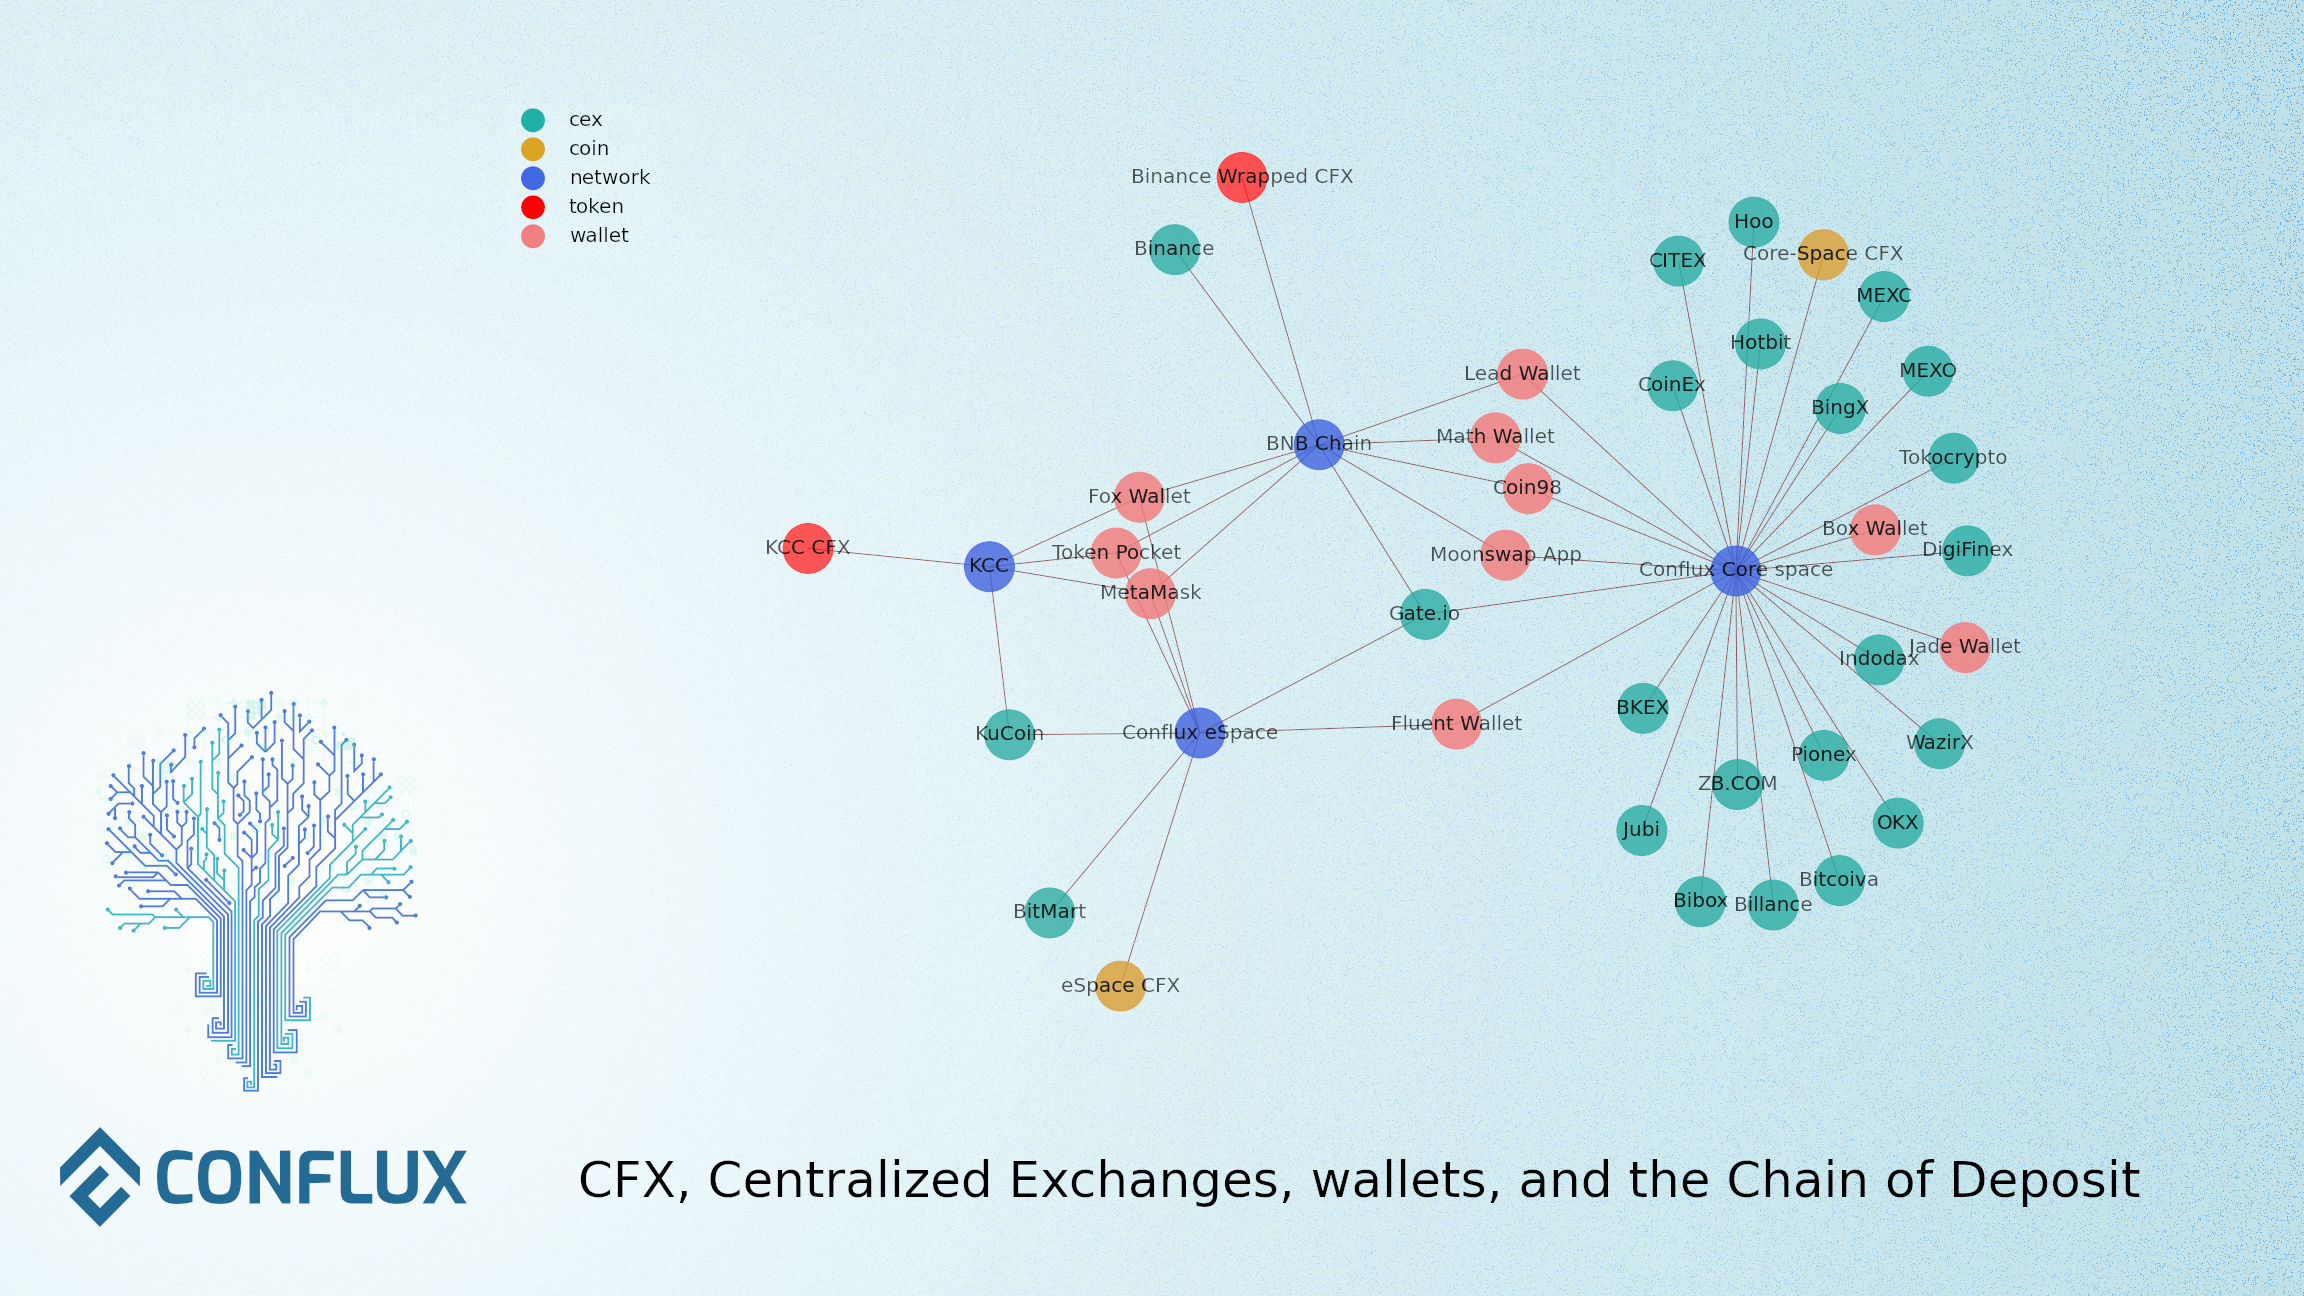 cex
coin
network
token
wallet
Binance Wrapped CFX
Binance
Hoo
Core-Space CFX
CITEX
MEXC
Hotbit
MEXO
Lead Wallet
CoinEx
BingX
BNB Chain
Math Wallet
Tokocrypto
Coin98
Fox Wallet
Box Wallet
KCC CFX
Token Pocket
Moonswap App
DigiFinex
KCC
Conflux Core space
MetaMask
Gate.io
Jade Wallet
Indodax
BKEX
KuCoin
Conflux eSpace
Fluent Wallet
WazirX
Pionex
ZB.COM
Jubi
OKX
Bitcoiva
Bibox
Billance
BitMart
eSpace CFX
CONFLUX
CFX, Centralized Exchanges, wallets, and the Chain of Deposit